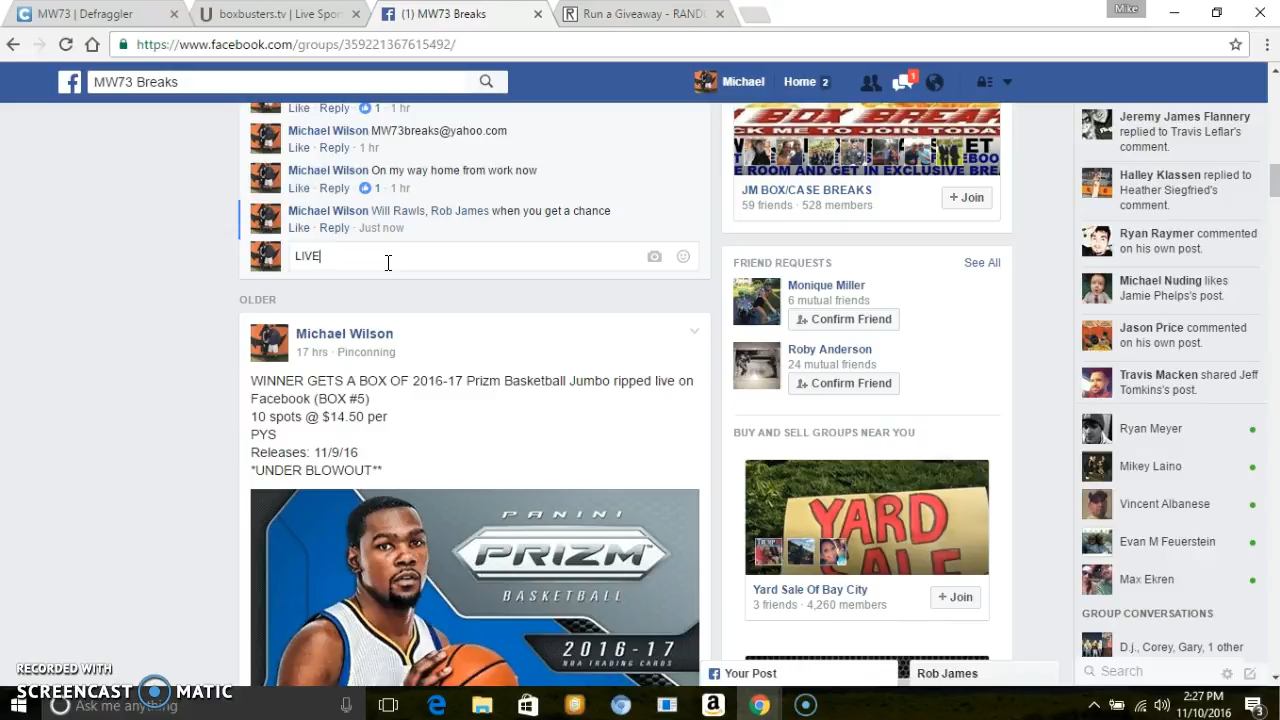 MW73 | Defraggler
boxbusters.tv | Live Spor
(1) MW73 Breaks
Run a Giveaway - RAND
Mike
https://www.facebook.com/groups/359221367615492/
MW73 Breaks
Michael
Home 2
1
Like · Reply · 1 · 1 hr
Michael Wilson MW73breaks@yahoo.com
Like · Reply · 1 hr
Michael Wilson On my way home from work now
Like · Reply · 1 · 1 hr
Michael Wilson Will Rawls, Rob James when you get a chance
Like · Reply · Just now
LIVE
OLDER
Michael Wilson
17 hrs · Pinconning
WINNER GETS A BOX OF 2016-17 Prizm Basketball Jumbo ripped live on
Facebook (BOX #5)
10 spots @ $14.50 per
PYS
Releases: 11/9/16
*UNDER BLOWOUT**
PANINI
PRIZM
BASKETBALL
2016-17
NBA TRADING CARDS
BOX BREA
CK ME TO JOIN TODA
E ROOM AND GET IN EXCLUSIVE BRE
JM BOX/CASE BREAKS
59 friends · 528 members
+ Join
FRIEND REQUESTS
See All
Monique Miller
6 mutual friends
Confirm Friend
Roby Anderson
24 mutual friends
Confirm Friend
BUY AND SELL GROUPS NEAR YOU
YARD
SALE
TRUMP
Yard Sale Of Bay City
3 friends · 4,260 members
+ Join
Jeremy James Flannery
replied to Travis Leflar's
comment.
Halley Klassen replied to
Heather Siegfried's
post.
Ryan Raymer commented
on his own post.
Michael Nuding likes
Jamie Phelps's post.
Jason Price commented
on his own post.
Travis Macken shared Jeff
Tomkins's post.
Ryan Meyer
Mikey Laino
Vincent Albanese
Evan M Feuerstein
Max Ekren
GROUP CONVERSATIONS
D.j., Corey, Gary, 1 other
Search
Your Post
Rob James
RECORDED WITH
SCREENCAST MATIC
Ask me anything
2:27 PM
11/10/2016
3